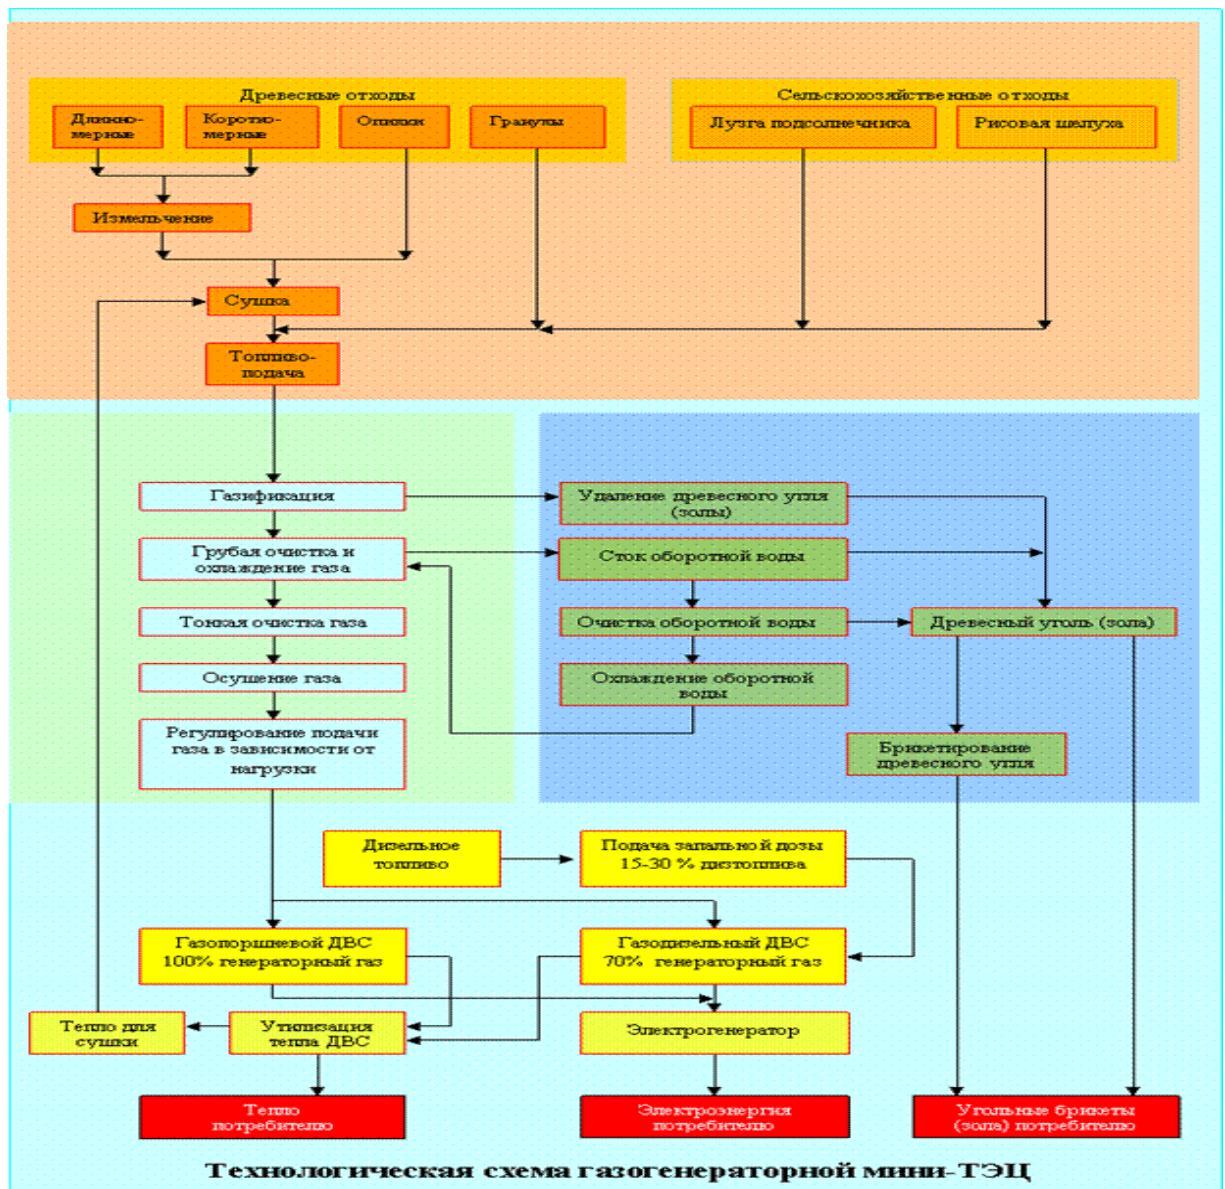 Древесные отходы
Сельскохозяйственные отходы
Длинно-
мерные
Коротко-
мерные
Опилки
Гранулы
Лузга подсолнечника
Рисовая шелуха
Измельчение
Сушка
Топливо-
подача
Газификация
Удаление древесного угля
(золы)
Грубая очистка и
охлаждение газа
Сток оборотной воды
Тонкая очистка газа
Очистка оборотной воды
Древесный уголь (зола)
Осушение газа
Охлаждение оборотной
воды
Регулирование подачи
газа в зависимости от
нагрузки
Брикетирование
древесного угля
Дизельное
топливо
Подача запальной дозы
15-30 % дизтоплива
Газопоршневой ДВС
100% генераторный газ
Газодизельный ДВС
70% генераторный газ
Тепло для
сушки
Утилизация
тепла ДВС
Электрогенератор
Тепло
потребителю
Электроэнергия
потребителю
Угольные брикеты
(зола) потребителю
Технологическая схема газогенераторной мини-ТЭЦ